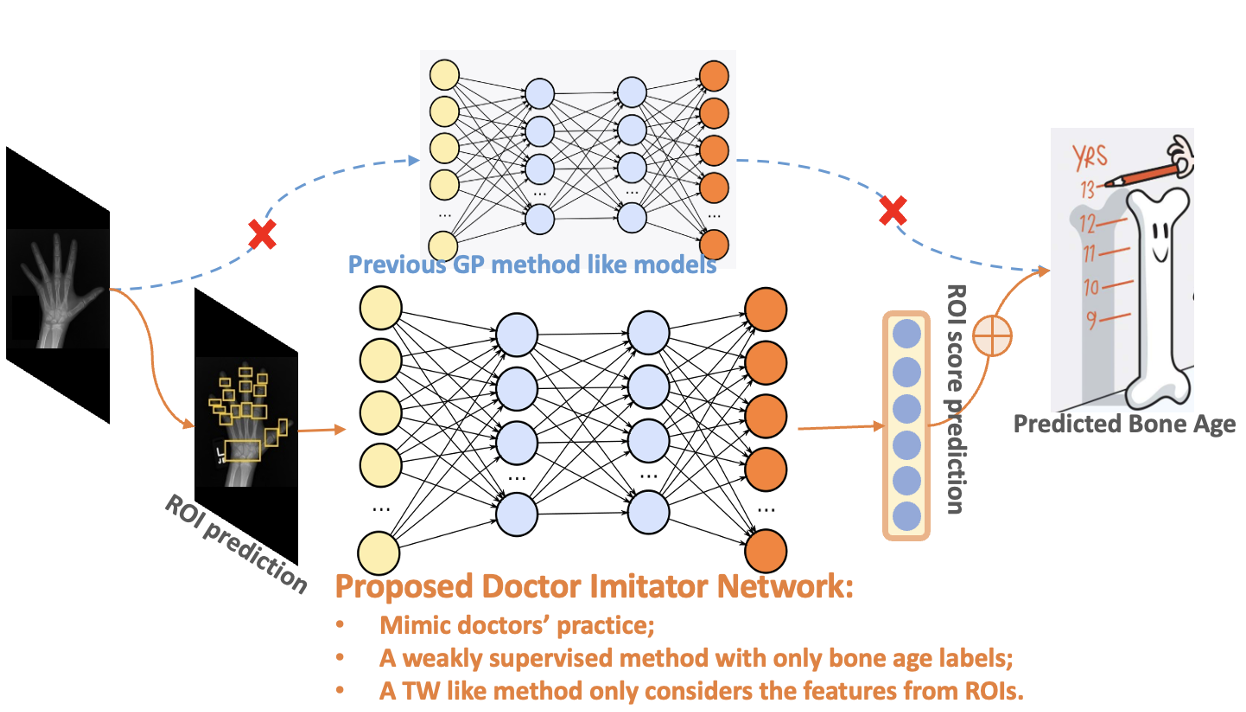 Previous GP method like models
YRS
13
12
11
10
9
ROI score prediction
Predicted Bone Age
ROI prediction
...
...
...
...
...
...
...
...
Proposed Doctor Imitator Network:
• Mimic doctors’ practice;
• A weakly supervised method with only bone age labels;
• A TW like method only considers the features from ROIs.